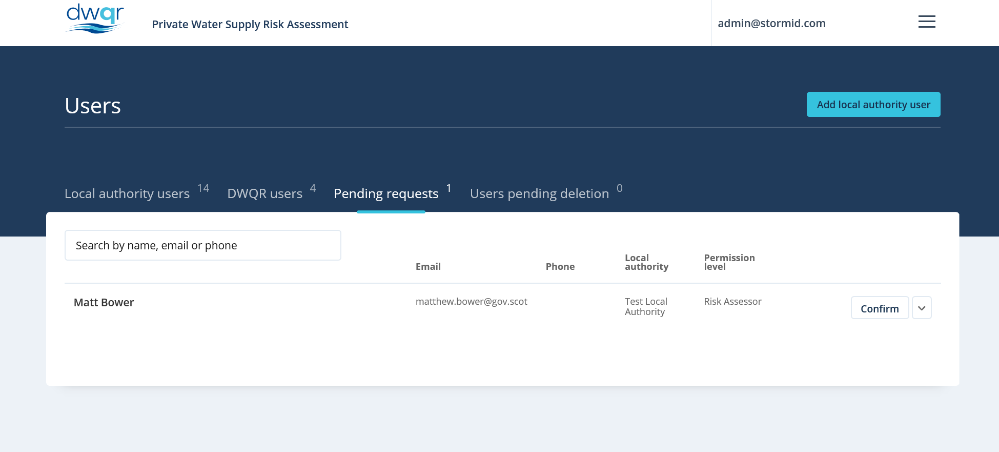 dwqr
Private Water Supply Risk Assessment
admin@stormid.com
Users
Add local authority user
Local authority users 14
DWQR users 4
Pending requests 1
Users pending deletion 0
Search by name, email or phone
Email
Phone
Local
authority
Permission
level
Matt Bower
matthew.bower@gov.scot
Test Local
Authority
Risk Assessor
Confirm